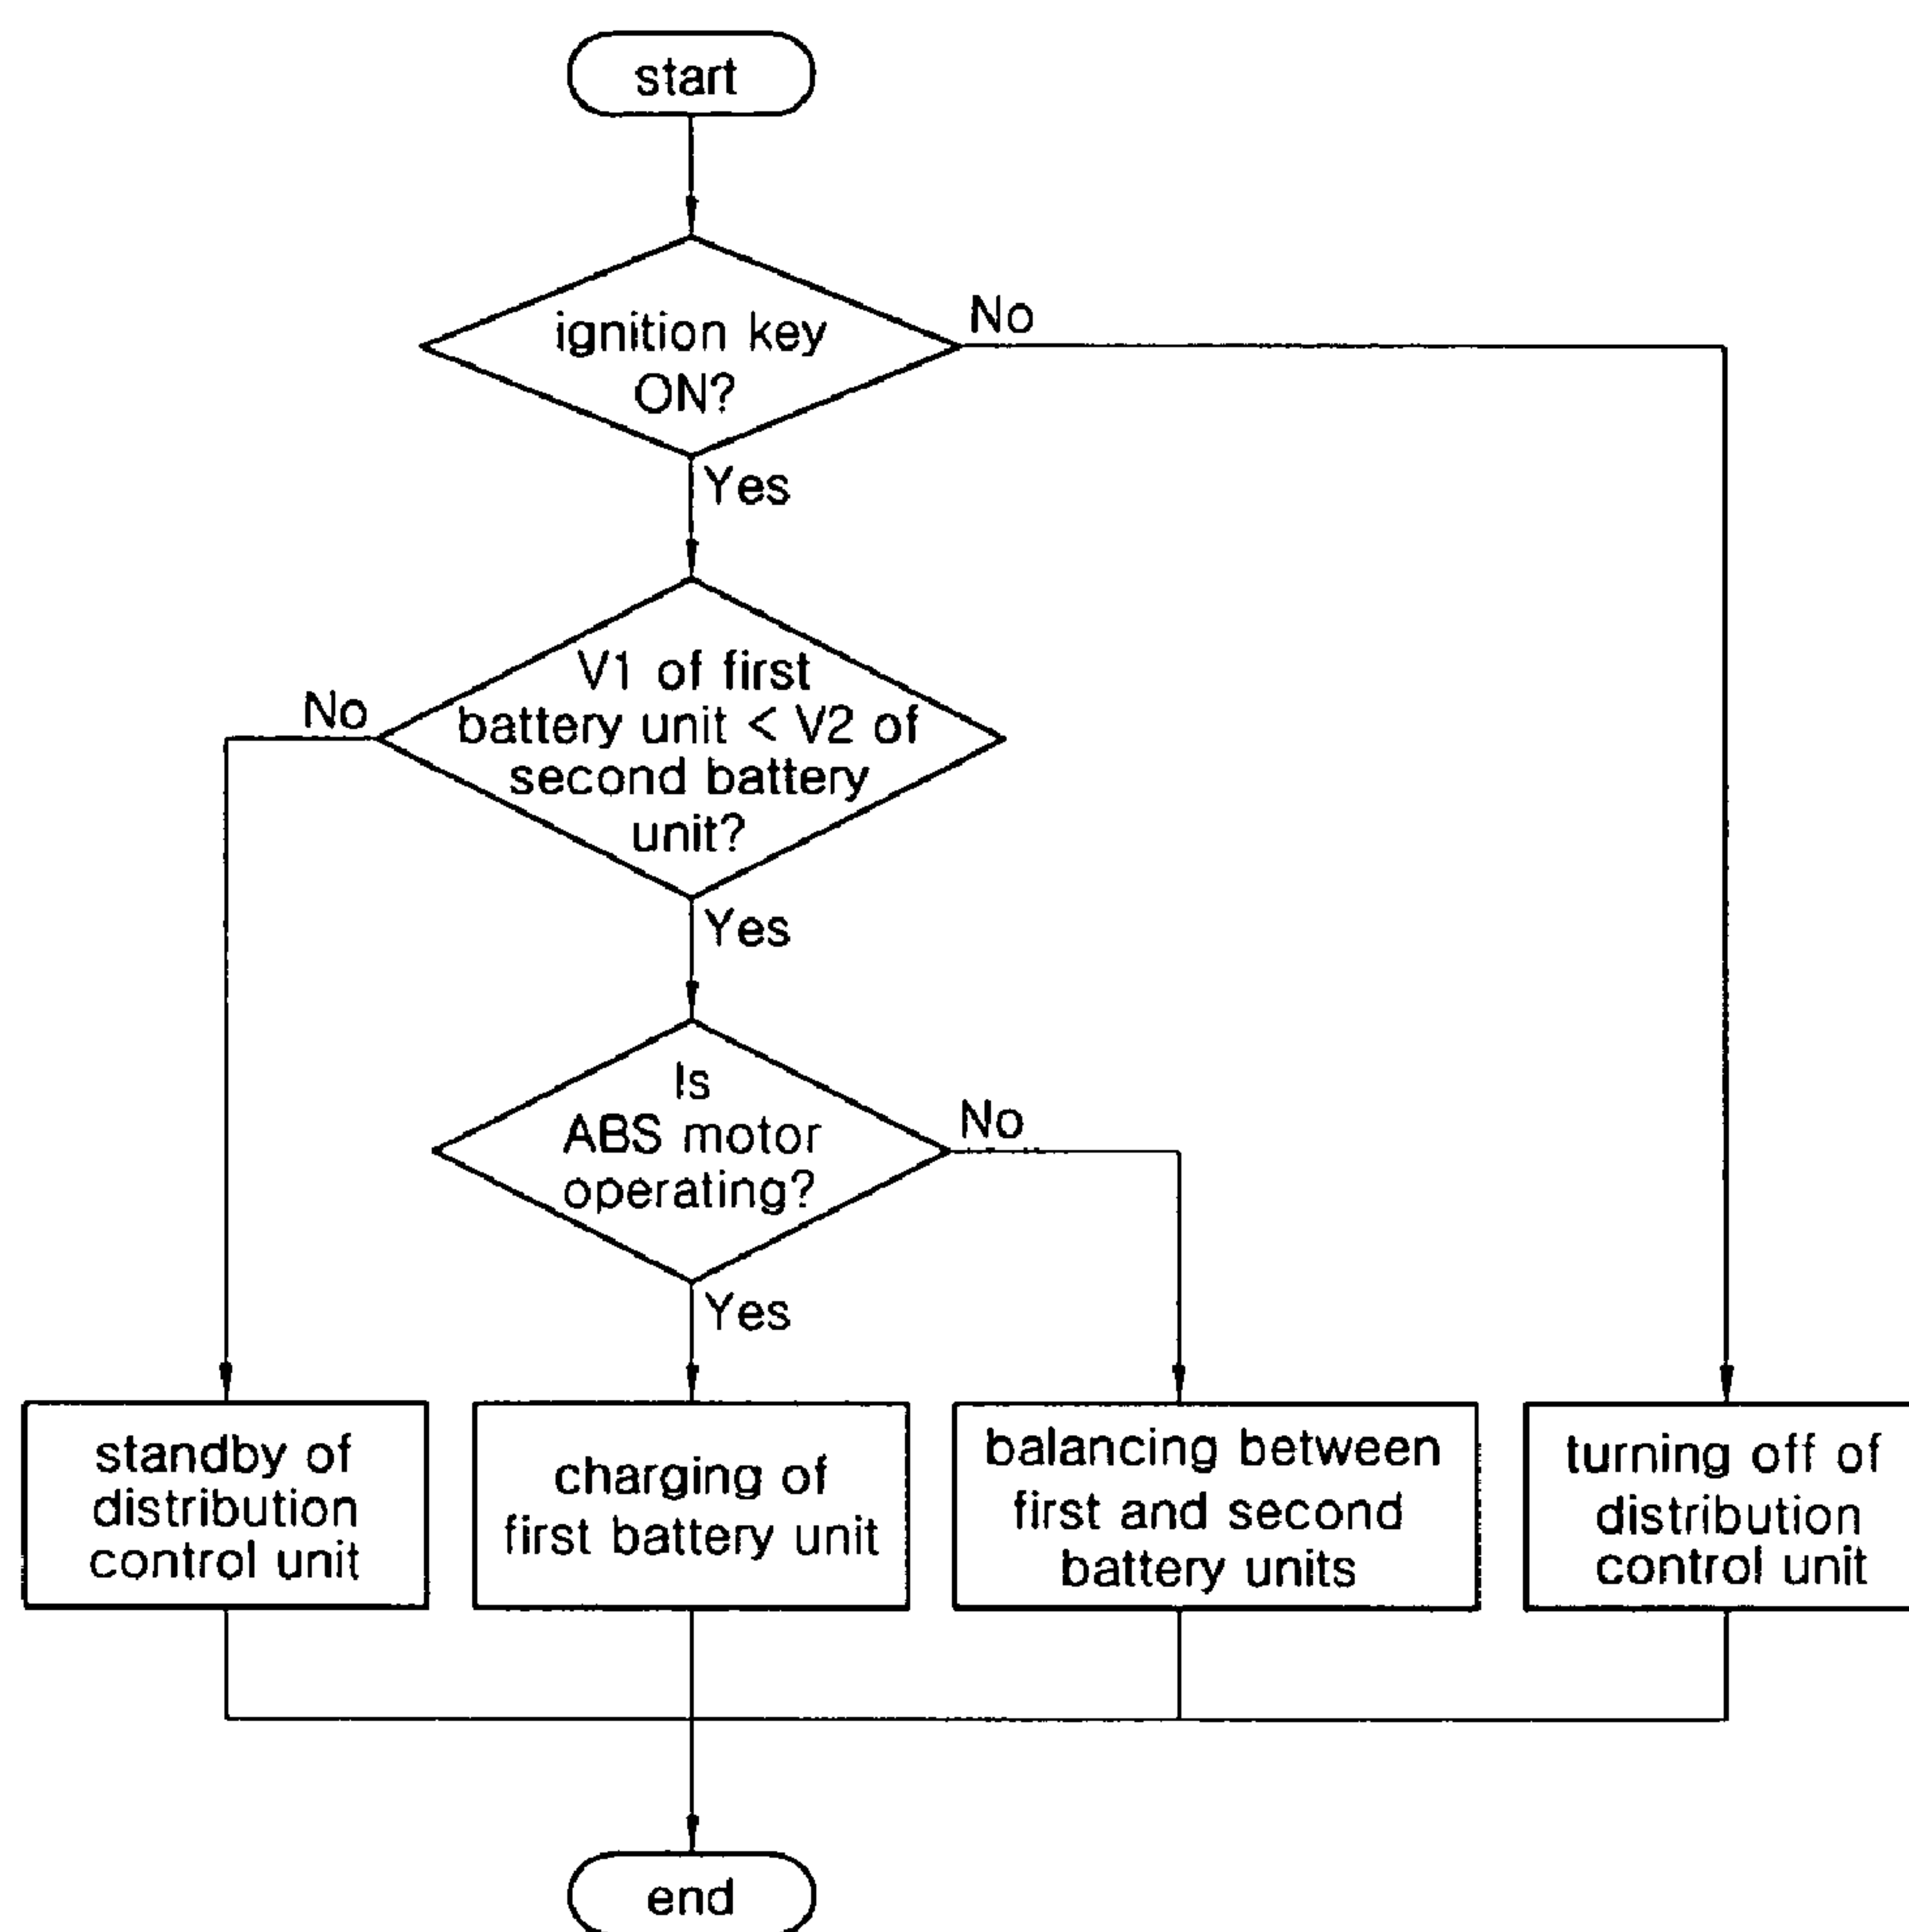 start
ignition key
ON?
No
Yes
V1 of first
battery unit < V2 of
second battery
unit?
No
Yes
Is
ABS motor
operating?
No
Yes
standby of
distribution
control unit
charging of
first battery unit
balancing between
first and second
battery units
turning off of
distribution
control unit
end